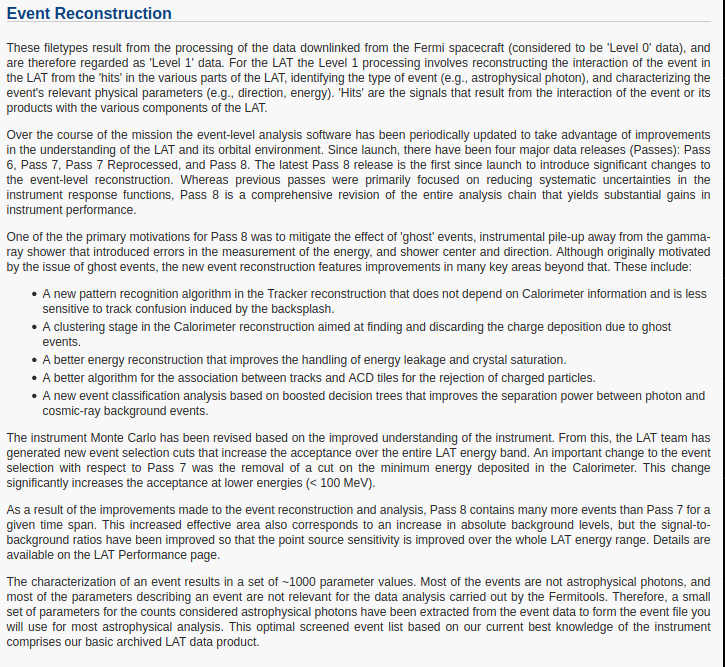 Event Reconstruction
These filetypes result from the processing of the data downlinked from the Fermi spacecraft (considered to be 'Level 0' data), and
are therefore regarded as 'Level 1' data. For the LAT the Level 1 processing involves reconstructing the interaction of the event in
the LAT from the 'hits' in the various parts of the LAT, identifying the type of event (e.g., astrophysical photon), and characterizing the
event's relevant physical parameters (e.g., direction, energy). 'Hits' are the signals that result from the interaction of the event or its
products with the various components of the LAT.
Over the course of the mission the event-level analysis software has been periodically updated to take advantage of improvements
in the understanding of the LAT and its orbital environment. Since launch, there have been four major data releases (Passes): Pass
6, Pass 7, Pass 7 Reprocessed, and Pass 8. The latest Pass 8 release is the first since launch to introduce significant changes to
the event-level reconstruction. Whereas previous passes were primarily focused on reducing systematic uncertainties in the
instrument response functions, Pass 8 is a comprehensive revision of the entire analysis chain that yields substantial gains in
instrument performance.
One of the the primary motivations for Pass 8 was to mitigate the effect of 'ghost' events, instrumental pile-up away from the gamma-
ray shower that introduced errors in the measurement of the energy, and shower center and direction. Although originally motivated
by the issue of ghost events, the new event reconstruction features improvements in many key areas beyond that. These include:
• A new pattern recognition algorithm in the Tracker reconstruction that does not depend on Calorimeter information and is less
sensitive to track confusion induced by the backsplash.
• A clustering stage in the Calorimeter reconstruction aimed at finding and discarding the charge deposition due to ghost
events.
• A better energy reconstruction that improves the handling of energy leakage and crystal saturation.
• A better algorithm for the association between tracks and ACD tiles for the rejection of charged particles.
• A new event classification analysis based on boosted decision trees that improves the separation power between photon and
cosmic-ray background events.
The instrument Monte Carlo has been revised based on the improved understanding of the instrument. From this, the LAT team has
generated new event selection cuts that increase the acceptance over the entire LAT energy band. An important change to the event
selection with respect to Pass 7 was the removal of a cut on the minimum energy deposited in the Calorimeter. This change
significantly increases the acceptance at lower energies (< 100 MeV).
As a result of the improvements made to the event reconstruction and analysis, Pass 8 contains many more events than Pass 7 for a
given time span. This increased effective area also corresponds to an increase in absolute background levels, but the signal-to-
background ratios have been improved so that the point source sensitivity is improved over the whole LAT energy range. Details are
available on the LAT Performance page.
The characterization of an event results in a set of ~1000 parameter values. Most of the events are not astrophysical photons, and
most of the parameters describing an event are not relevant for the data analysis carried out by the Fermitools. Therefore, a small
set of parameters for the counts considered astrophysical photons have been extracted from the event data to form the event file you
will use for most astrophysical analysis. This optimal screened event list based on our current best knowledge of the instrument
comprises our basic archived LAT data product.